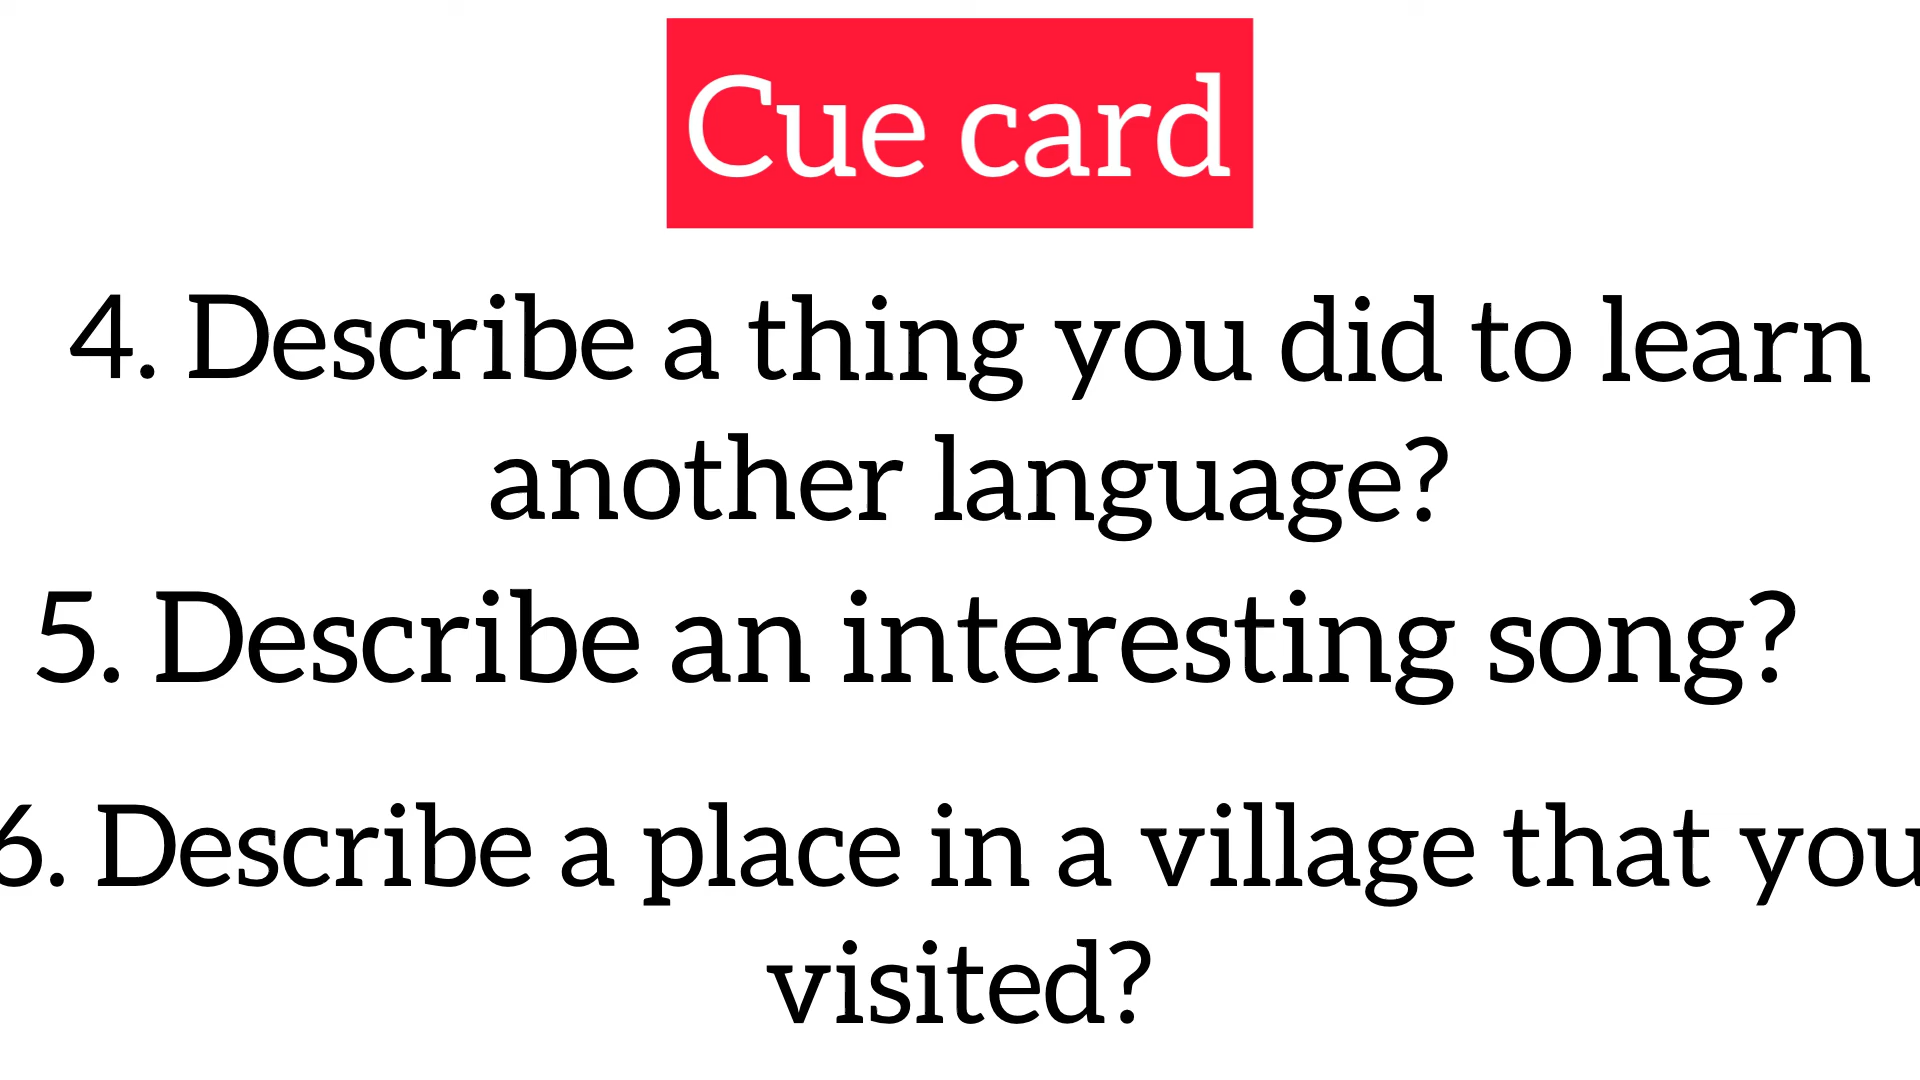 Cue card
4. Describe a thing you did to learn
another language?
5. Describe an interesting song?
6. Describe a place in a village that you
visited?